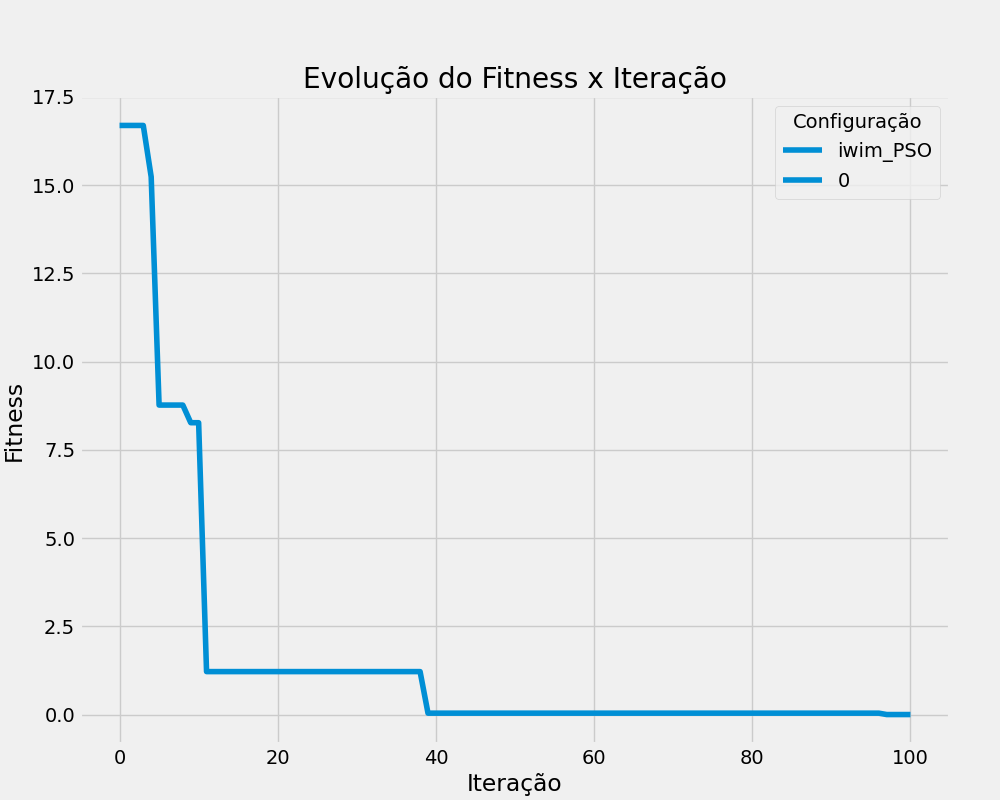 Evolução do Fitness x Iteração
17.5
15.0
12.5
10.0
7.5
5.0
2.5
0.0
Fitness
Configuração
iwim_PSO
0
0 20 40 60 80 100
Iteração